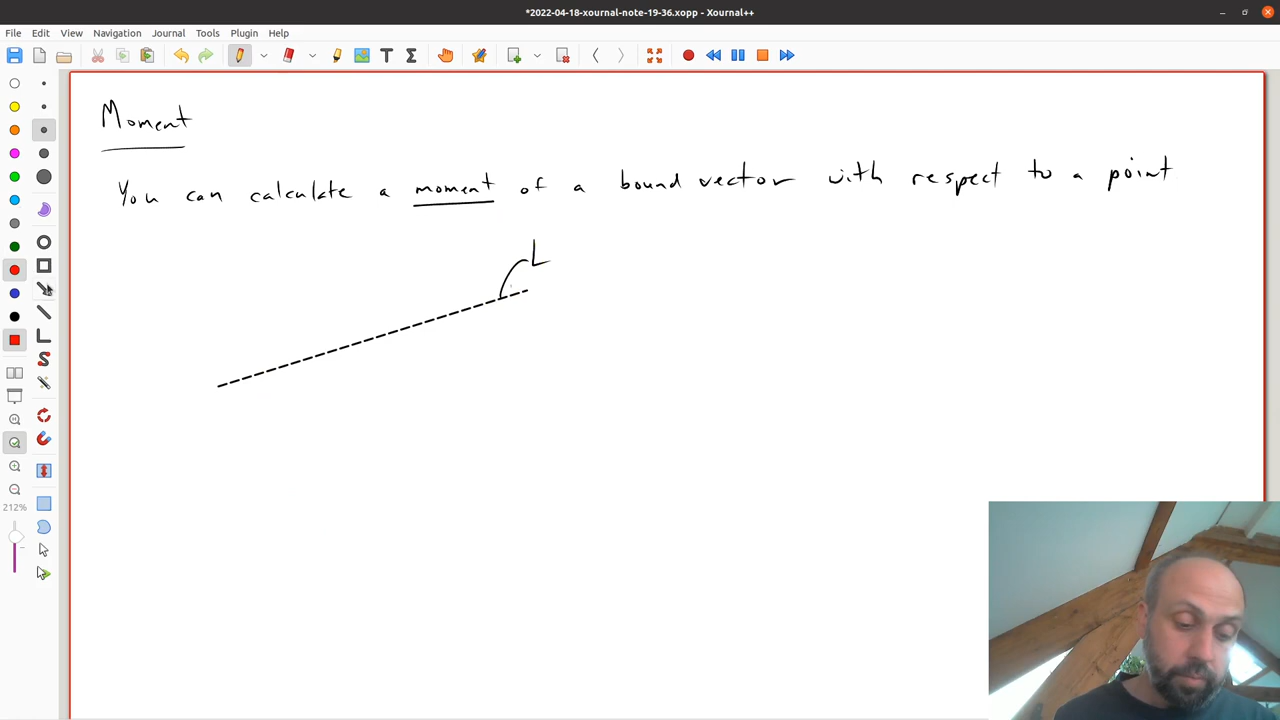 *2022-04-18-xournal-note-19-36.xopp - Xournal++
File Edit View Navigation Journal Tools Plugin Help
Moment
You can calculate a moment of a bound vector with respect to a point.
L
212%